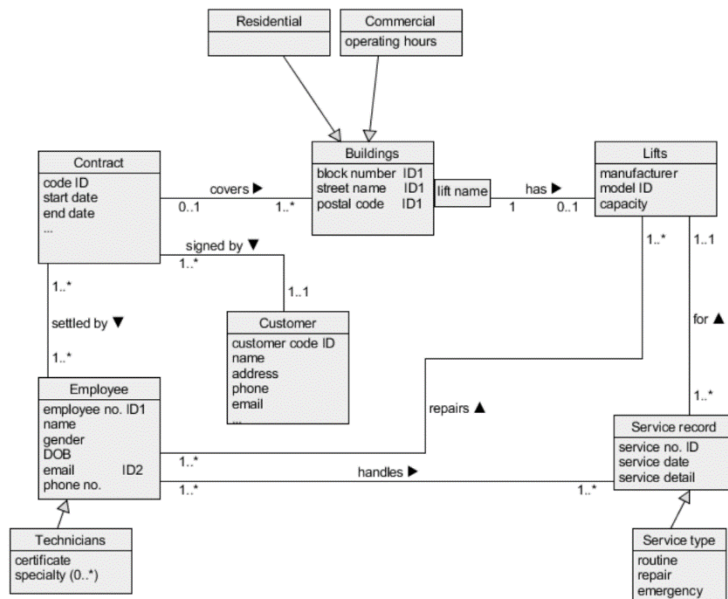 Residential
Commercial
operating hours
Contract
code ID
start date
end date
...
covers ▶
0..1
1..*
Buildings
block number ID1
street name ID1
postal code ID1
lift name
has ▶
1
0..1
Lifts
manufacturer
model ID
capacity
signed by ▼
1..*
1..1
1..*
1..1
1..*
settled by ▼
1..*
Customer
customer code ID
name
address
phone
email
...
for ▲
1..*
Employee
employee no. ID1
name
gender
DOB
email ID2
phone no.
repairs ▲
1..*
handles ▶
1..*
1..*
Service record
service no. ID
service date
service detail
Technicians
certificate
specialty (0..*)
Service type
routine
repair
emergency